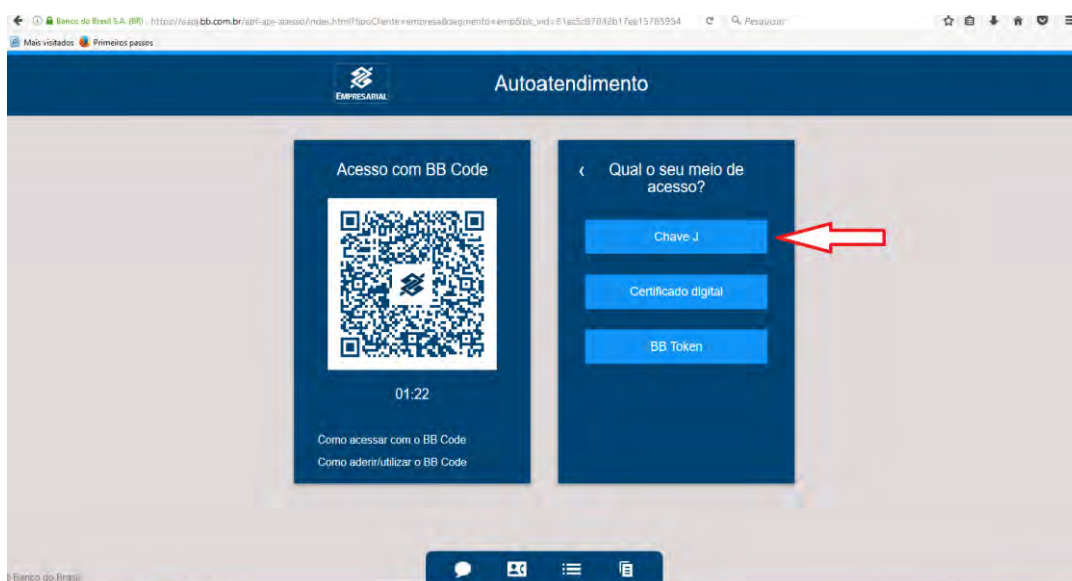 Banco do Brasil S.A. (BR)
Pesquisar
Mais visitados
Primeiros passos
EMPRESARIAL
Autoatendimento
Acesso com BB Code
01:22
Como acessar com o BB Code
Como aderir/utilizar o BB Code
Qual o seu meio de
acesso?
Chave J
Certificado digital
BB Token
© Banco do Brasil